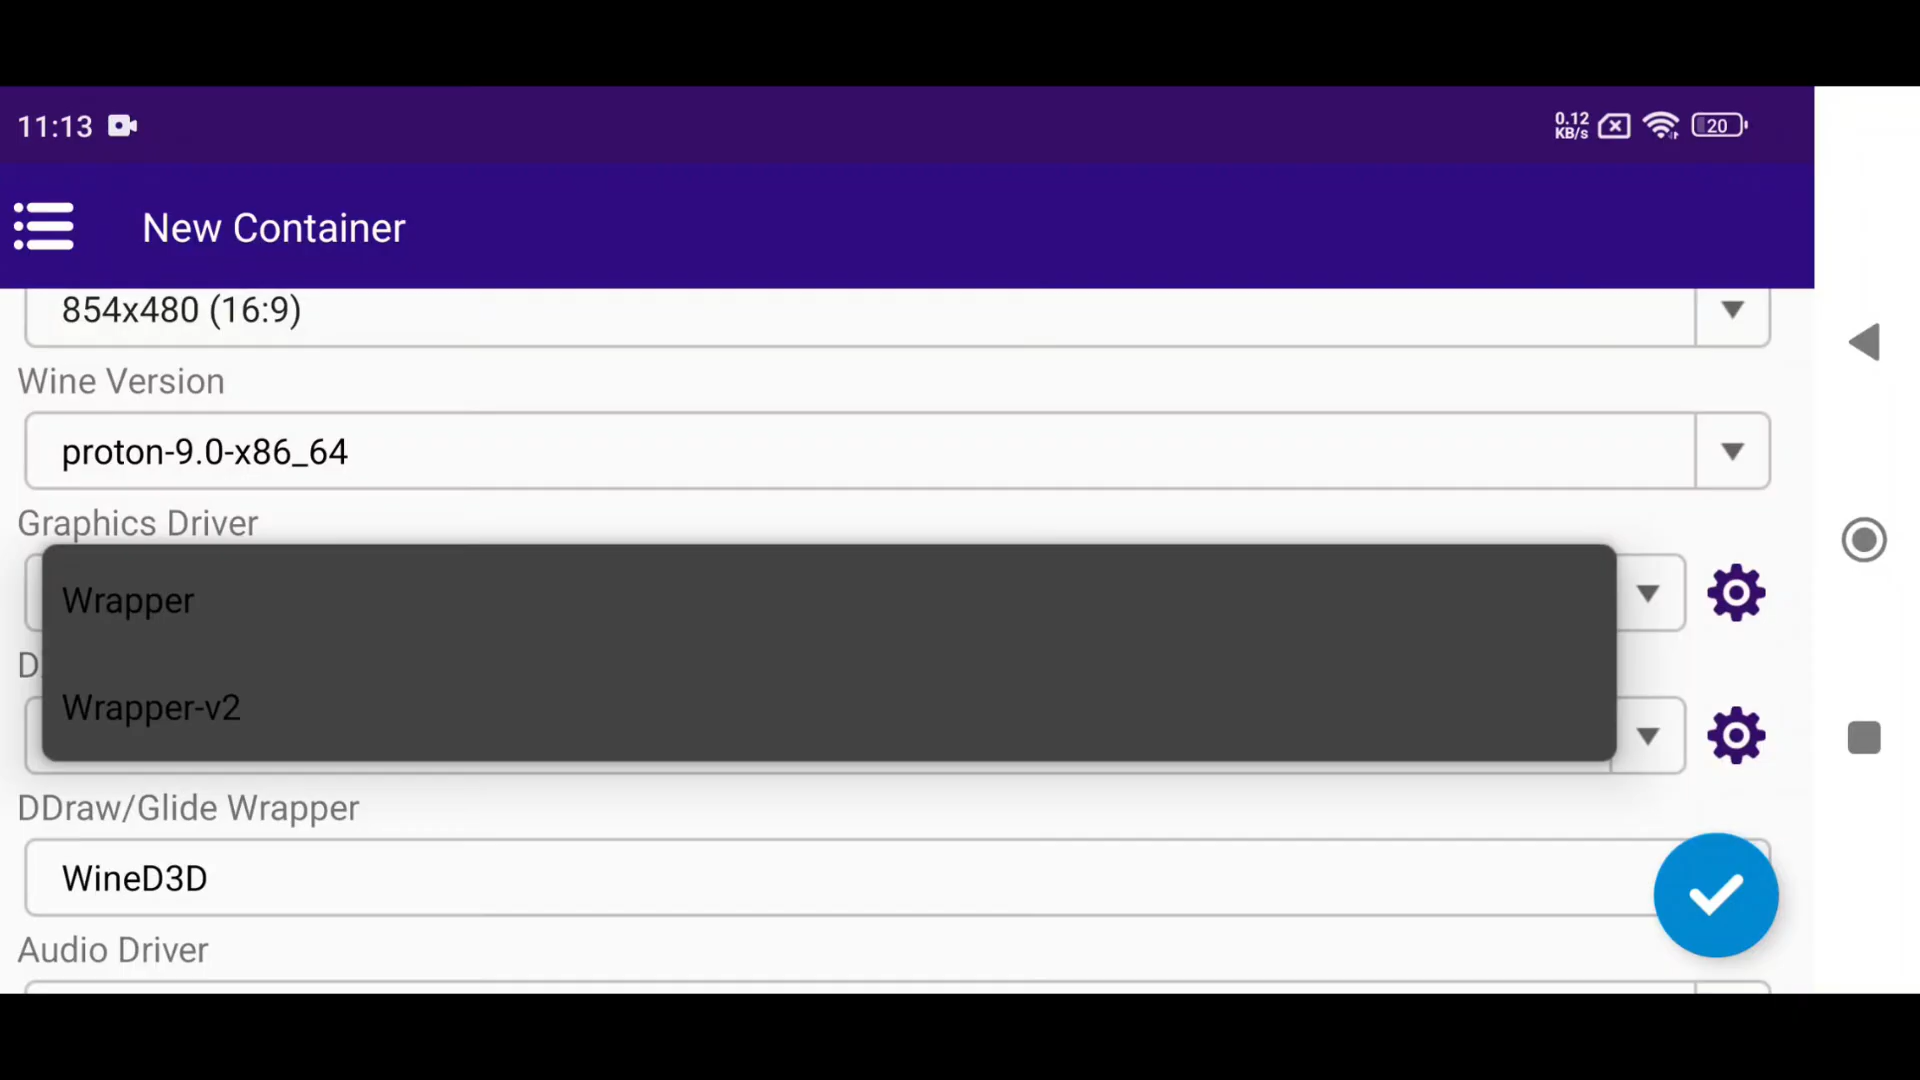 11:13
0.12
KB/s
20
New Container
854x480 (16:9)
Wine Version
proton-9.0-x86_64
Graphics Driver
Wrapper
D
Wrapper-v2
DDraw/Glide Wrapper
WineD3D
Audio Driver